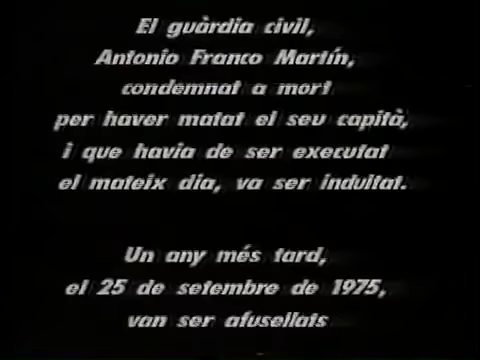 El guàrdia civil,
Antonio Franco Martín,
condemnat a mort
per haver matat el seu capità,
i que havia de ser executat
el mateix dia, va ser indultat.
Un any més tard,
el 25 de setembre de 1975,
van ser afusellats